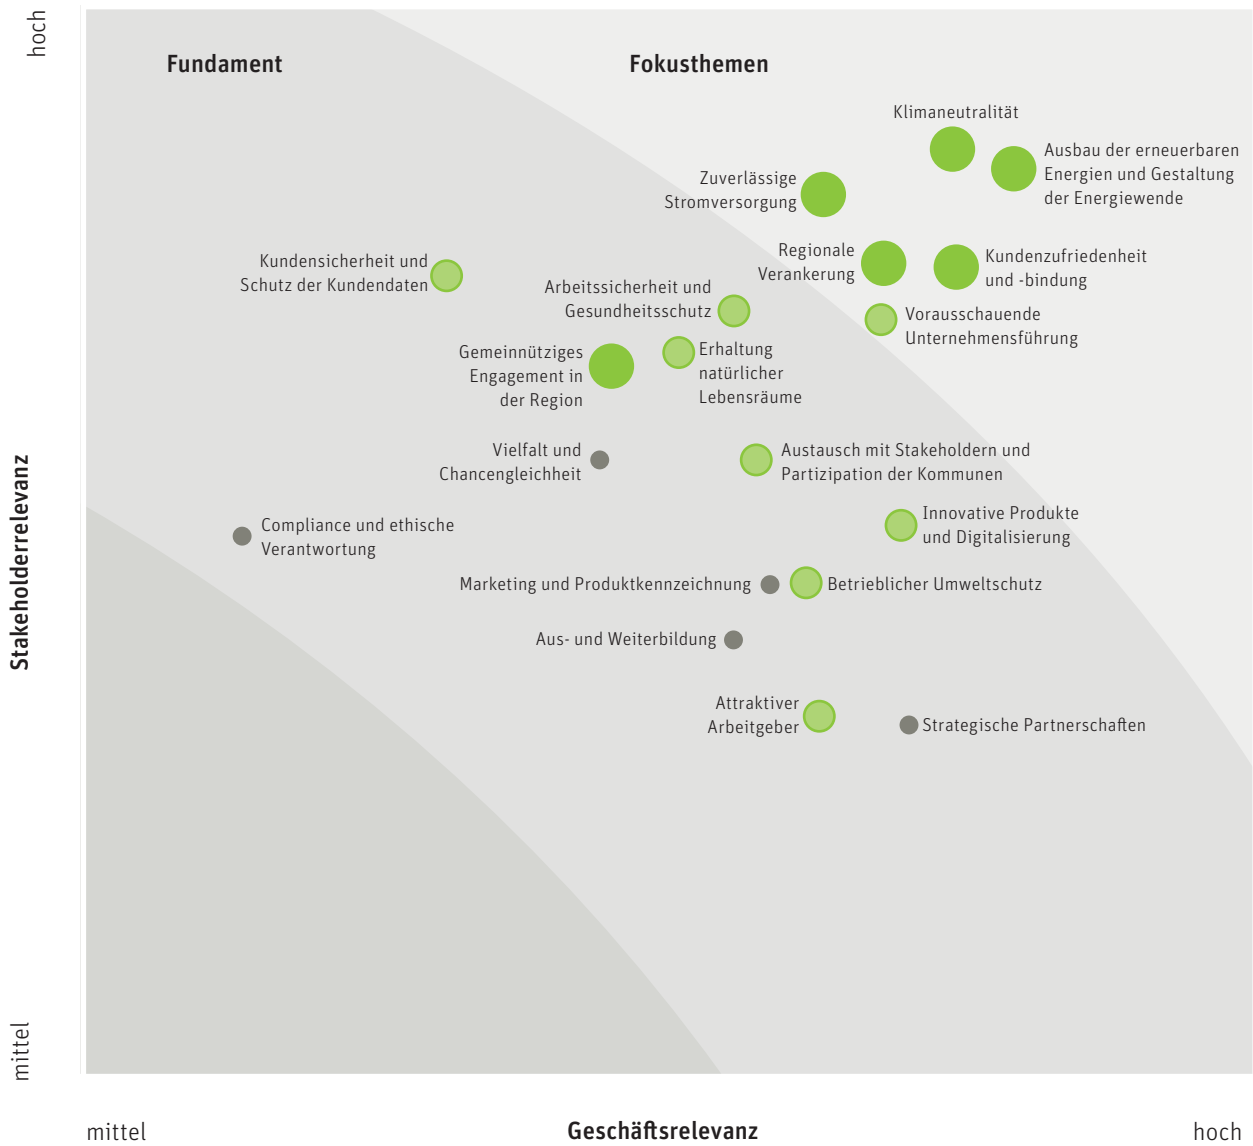 hoch
Fundament
Fokusthemen
Klimaneutralität
Ausbau der erneuerbaren
Energien und Gestaltung
der Energiewende
Zuverlässige
Stromversorgung
Regionale
Verankerung
Kundenzufriedenheit
und -bindung
Kundensicherheit und
Schutz der Kundendaten
Arbeitssicherheit und
Gesundheitsschutz
Vorausschauende
Unternehmensführung
Gemeinnütziges
Engagement in
der Region
Erhaltung
natürlicher
Lebensräume
Vielfalt und
Chancengleichheit
Austausch mit Stakeholdern und
Partizipation der Kommunen
Compliance und ethische
Verantwortung
Innovative Produkte
und Digitalisierung
Marketing und Produktkennzeichnung
Betrieblicher Umweltschutz
Aus- und Weiterbildung
Attraktiver
Arbeitgeber
Strategische Partnerschaften
Stakeholderrelevanz
mittel
mittel
Geschäftsrelevanz
hoch